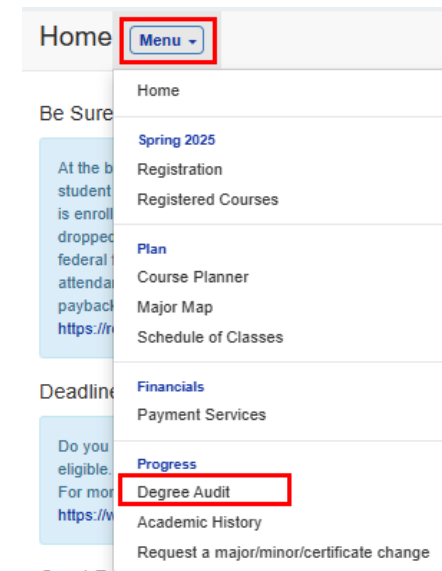 Home Menu
Home
Be Sure
Spring 2025
At the b
Registration
student
Registered Courses
is enroll
dropped
Plan
federal
Course Planner
attendan
Major Map
payback
Schedule of Classes
https://r
Deadline
Financials
Payment Services
Do you
eligible.
Progress
For mor
Degree Audit
https://w
Academic History
Request a major/minor/certificate change